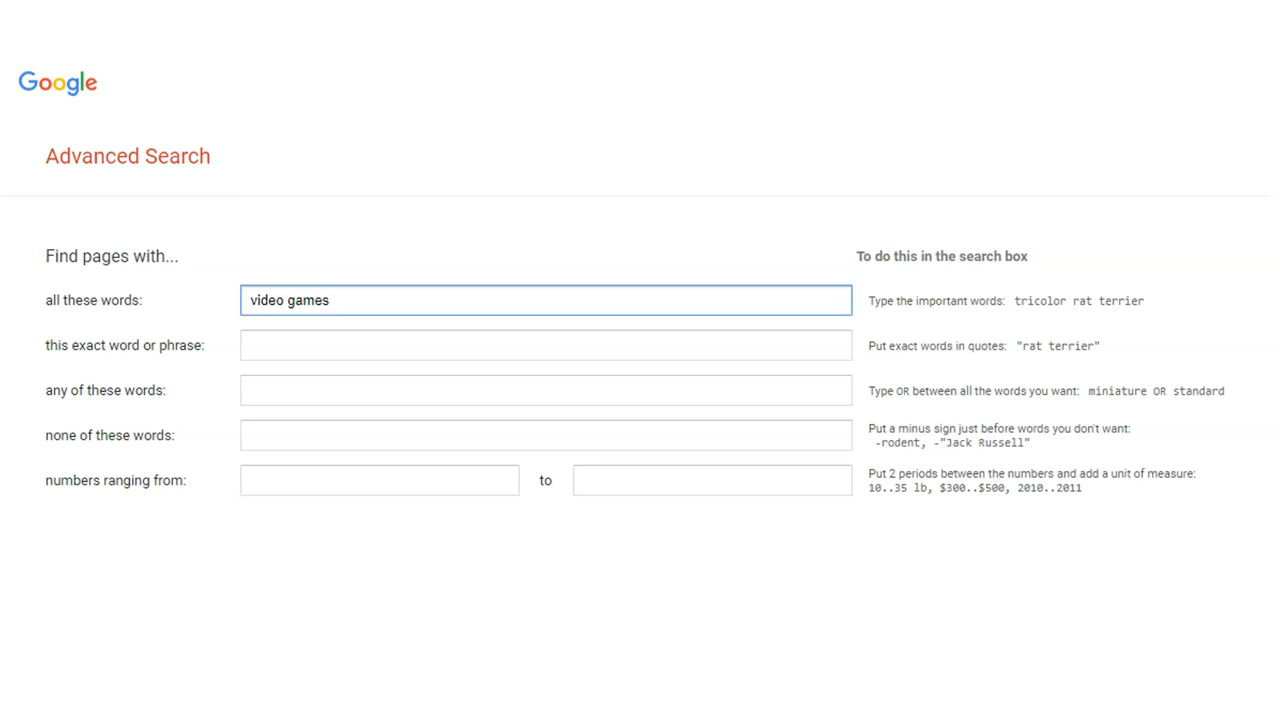 Google
Advanced Search
Find pages with...
To do this in the search box
all these words:
video games
Type the important words: tricolor rat terrier
this exact word or phrase:
Put exact words in quotes: "rat terrier"
any of these words:
Type OR between all the words you want: miniature OR standard
none of these words:
Put a minus sign just before words you don't want:
-rodent, -"Jack Russell"
numbers ranging from:
to
Put 2 periods between the numbers and add a unit of measure:
10..35 lb, $300..$500, 2010..2011